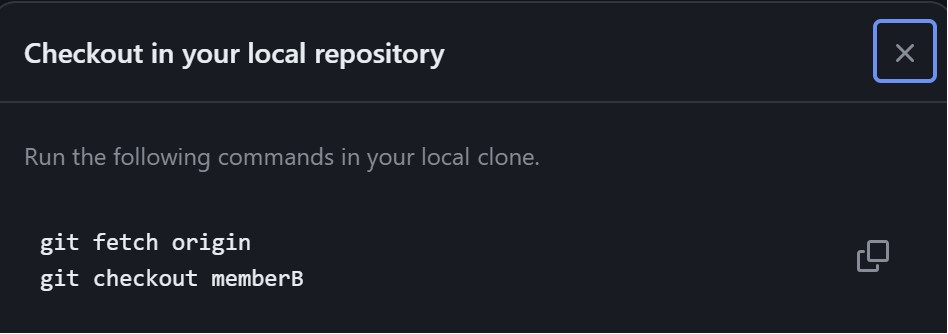 Checkout in your local repository
Run the following commands in your local clone.
git fetch origin
git checkout memberB